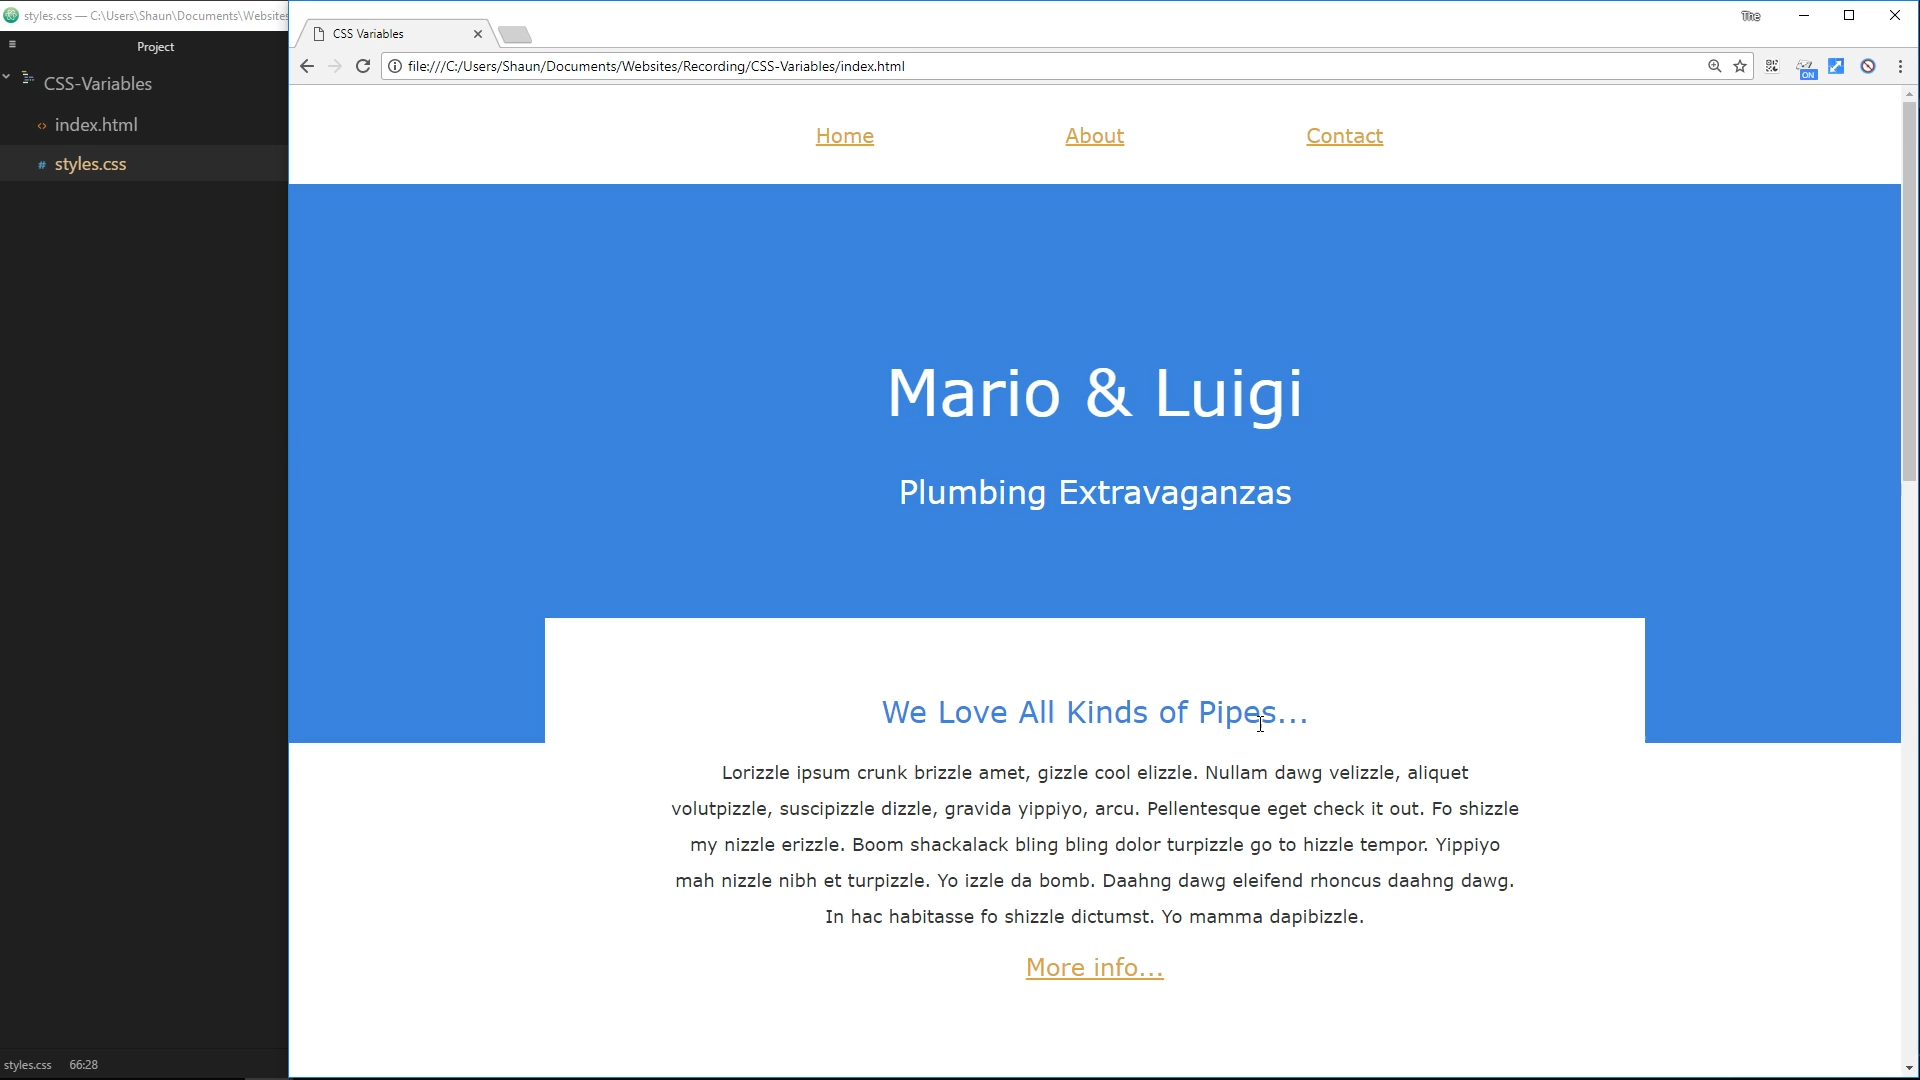 styles.css — C:\Users\Shaun\Documents\Websites
Project
CSS-Variables
index.html
styles.css
styles.css 66:28
The
CSS Variables
file:///C:/Users/Shaun/Documents/Websites/Recording/CSS-Variables/index.html
ON
Home About Contact
Mario & Luigi
Plumbing Extravaganzas
We Love All Kinds of Pipes...
Lorizzle ipsum crunk brizzle amet, gizzle cool elizzle. Nullam dawg velizzle, aliquet
volutpizzle, suscipizzle dizzle, gravida yippiyo, arcu. Pellentesque eget check it out. Fo shizzle
my nizzle erizzle. Boom shackalack bling bling dolor turpizzle go to hizzle tempor. Yippiyo
mah nizzle nibh et turpizzle. Yo izzle da bomb. Daahng dawg eleifend rhoncus daahng dawg.
In hac habitasse fo shizzle dictumst. Yo mamma dapibizzle.
More info...